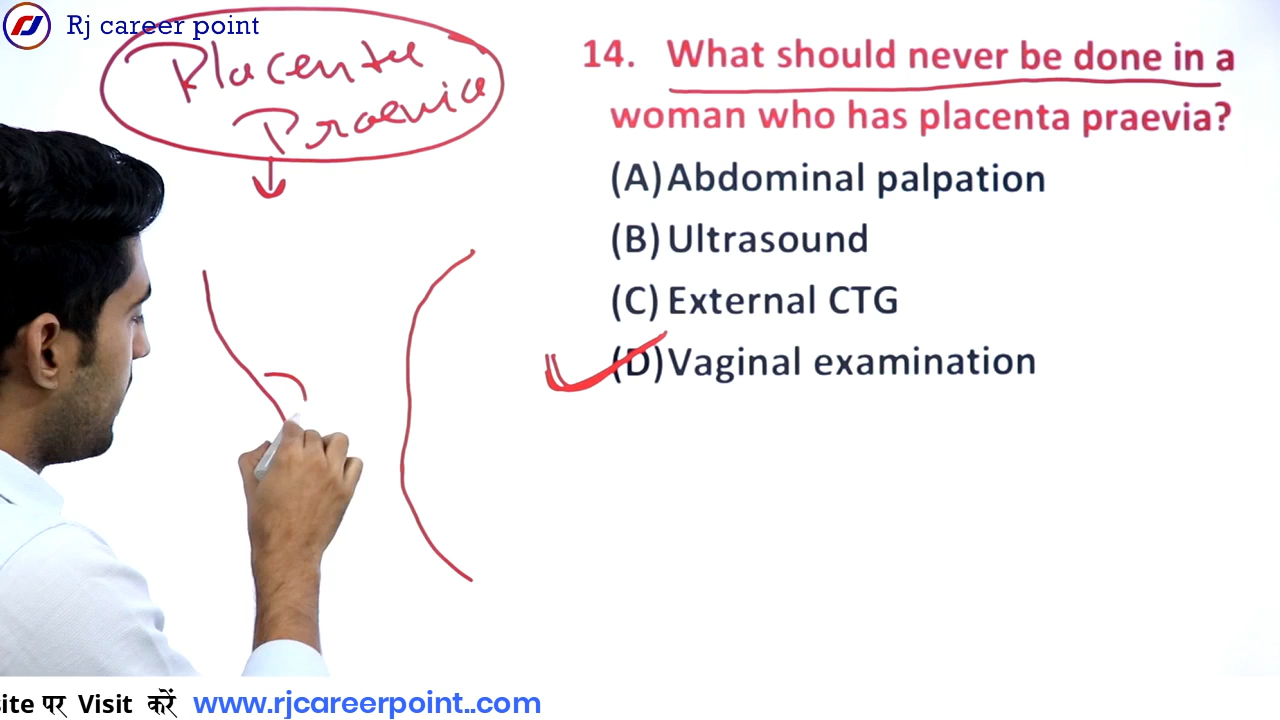 Rj career point
Placenta
Praevia
14. What should never be done in a
woman who has placenta praevia?
(A) Abdominal palpation
(B) Ultrasound
(C) External CTG
(D) Vaginal examination
site पर Visit करें www.rjcareerpoint..com